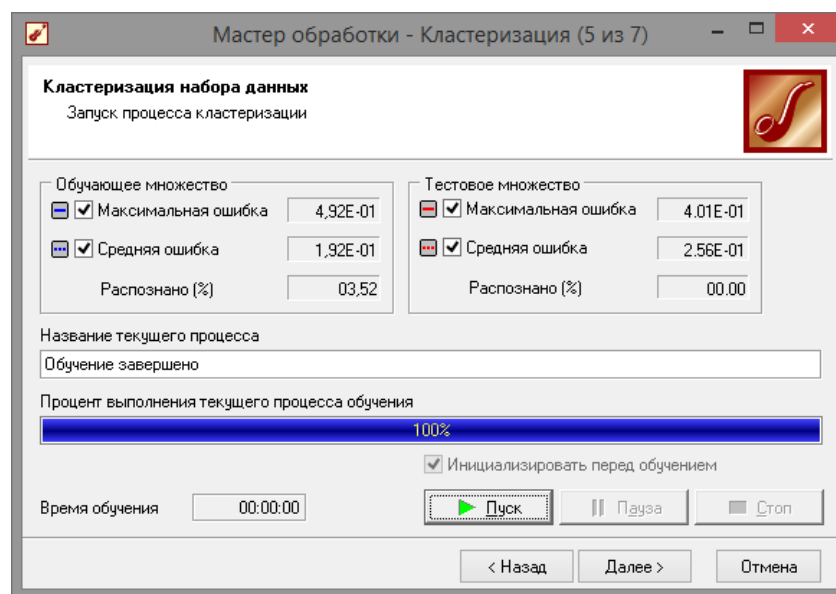 Мастер обработки - Кластеризация (5 из 7)
Кластеризация набора данных
Запуск процесса кластеризации
Обучающее множество
Максимальная ошибка 4,92E-01
Средняя ошибка 1,92E-01
Распознано (%) 03,52
Тестовое множество
Максимальная ошибка 4.01E-01
Средняя ошибка 2.56E-01
Распознано (%) 00.00
Название текущего процесса
Обучение завершено
Процент выполнения текущего процесса обучения
100%
Инициализировать перед обучением
Время обучения 00:00:00 Пуск Пауза Стоп
< Назад Далее > Отмена